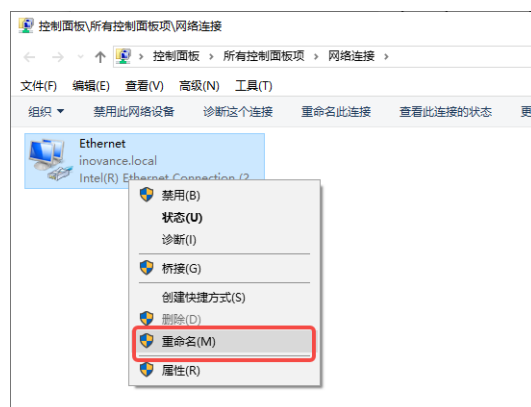 控制面板\所有控制面板项\网络连接
控制面板 › 所有控制面板项 › 网络连接 ›
文件(F) 编辑(E) 查看(V) 高级(N) 工具(T)
组织 禁用此网络设备 诊断这个连接 重命名此连接 查看此连接的状态 更
Ethernet
inovance.local
Intel(R) Ethernet Connection (2...
禁用(B)
状态(U)
诊断(I)
桥接(G)
创建快捷方式(S)
删除(D)
重命名(M)
属性(R)